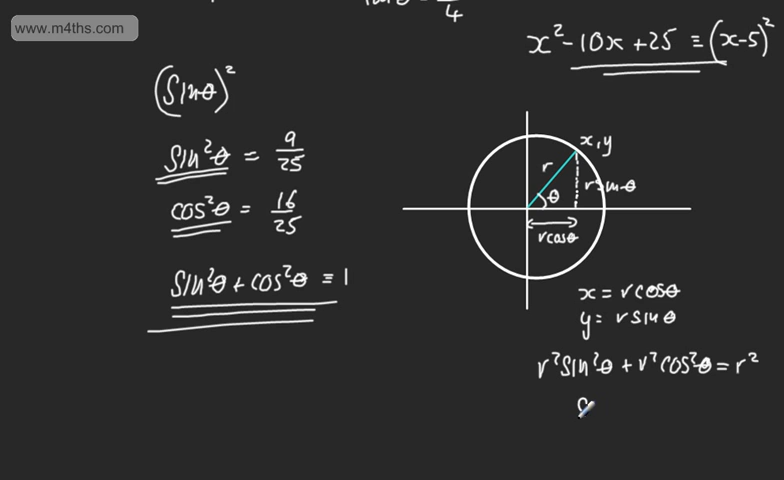 www.m4ths.com
4
x² - 10x + 25 ≡ (x-5)²
(sinθ)²
sin²θ = 9/25
cos²θ = 16/25
sin²θ + cos²θ ≡ 1
x, y
r
θ
rsinθ
rcosθ
x = rcosθ
y = rsinθ
r²sin²θ + r²cos²θ = r²